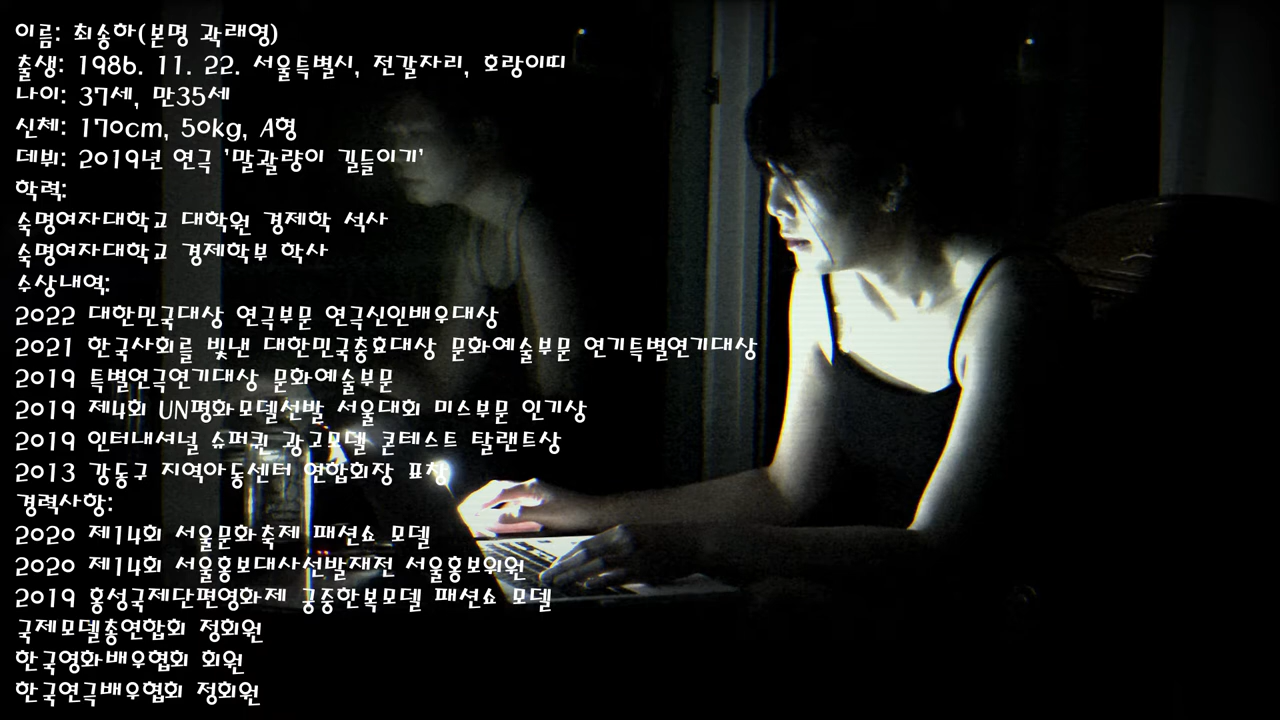 이름: 최송하(본명 곽래영)
출생: 1986. 11. 22. 서울특별시, 전갈자리, 호랑이띠
나이: 37세, 만35세
신체: 170cm, 50kg, A형
데뷔: 2019년 연극 '말괄량이 길들이기'
학력:
숙명여자대학교 대학원 경제학 석사
숙명여자대학교 경제학부 학사
수상내역:
2022 대한민국대상 연극부문 연극신인배우대상
2021 한국사회를 빛낸 대한민국충효대상 문화예술부문 연기특별연기대상
2019 특별연극연기대상 문화예술부문
2019 제4회 UN평화모델선발 서울대회 미스부문 인기상
2019 인터내셔널 슈퍼퀸 광고모델 콘테스트 탈랜트상
2013 강동구 지역아동센터 연합회장 표창
경력사항:
2020 제14회 서울문화축제 패션쇼 모델
2020 제14회 서울홍보대사선발재전 서울홍보위원
2019 홍성국제단편영화제 궁중한복모델 패션쇼 모델
국제모델총연합회 정회원
한국영화배우협회 회원
한국연극배우협회 정회원